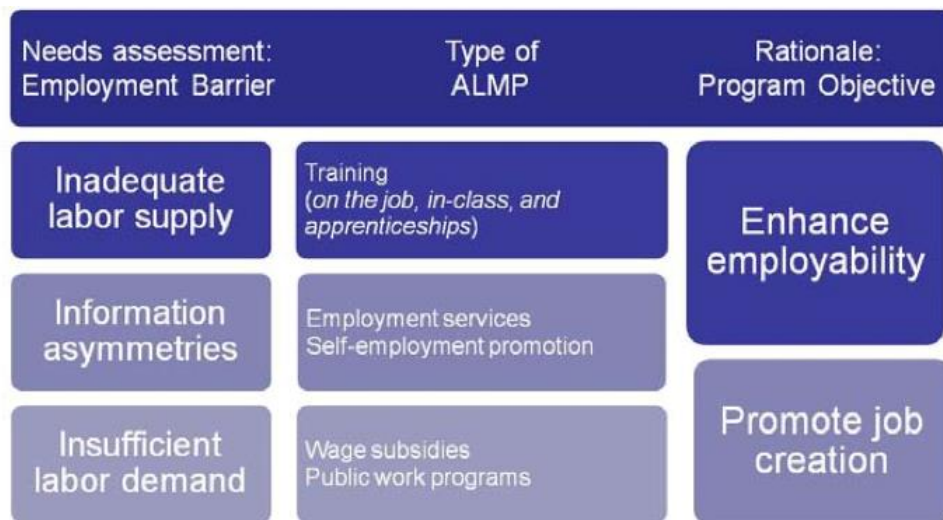 Needs assessment:
Employment Barrier
Type of
ALMP
Rationale:
Program Objective
Inadequate
labor supply
Training
(on the job, in-class, and
apprenticeships)
Enhance
employability
Information
asymmetries
Employment services
Self-employment promotion
Insufficient
labor demand
Wage subsidies
Public work programs
Promote job
creation